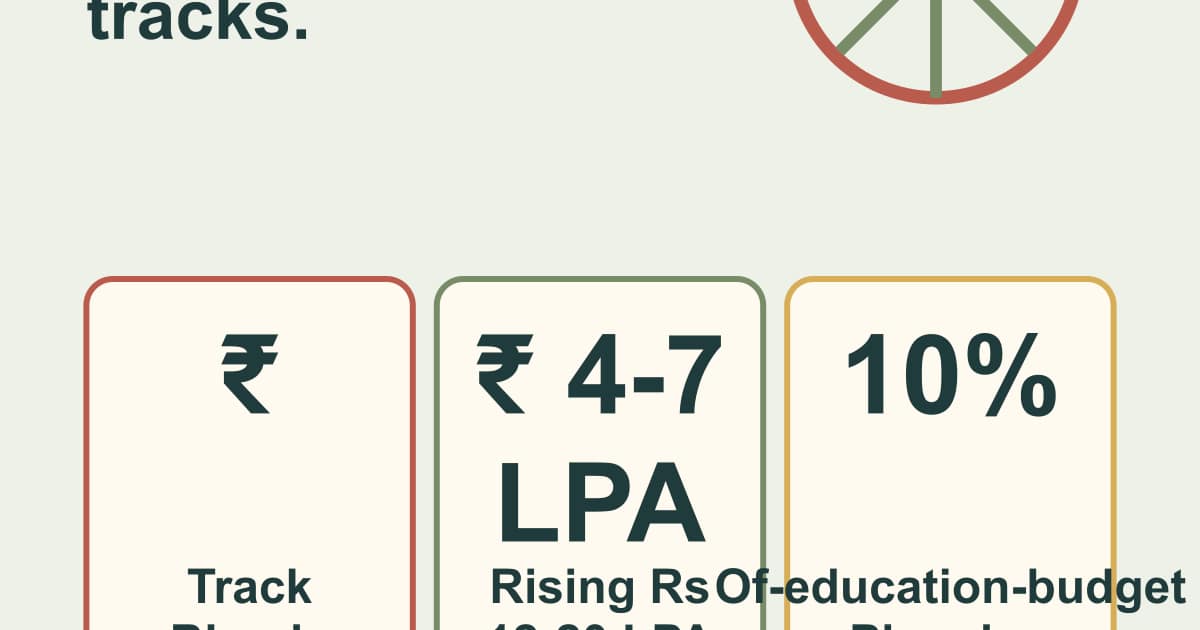 tracks.
₹
₹ 4-7
LPA
10%
Track
Rising Rs
Of-education-budget